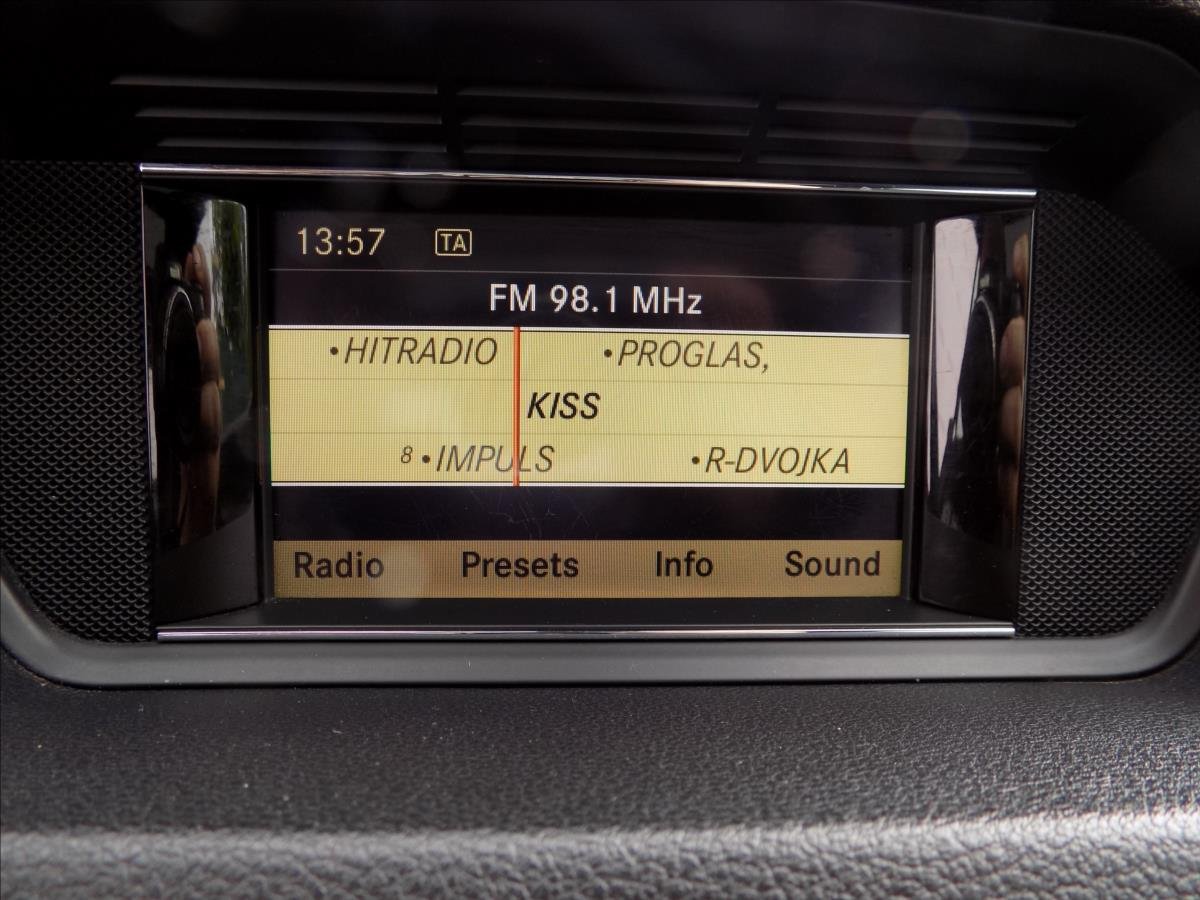 13:57 TA
FM 98.1 MHz
•HITRADIO •PROGLAS,
KISS
8 •IMPULS •R-DVOJKA
Radio Presets Info Sound